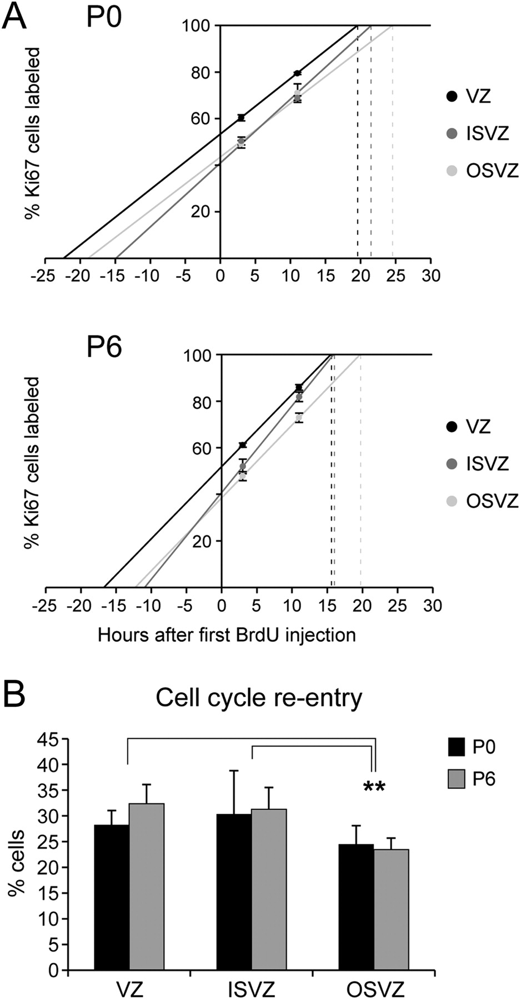 A
P0
% Ki67 cells labeled
100
80
60
20
-25 -20 -15 -10 -5 0 5 10 15 20 25 30
VZ
ISVZ
OSVZ
P6
% Ki67 cells labeled
100
80
60
20
-25 -20 -15 -10 -5 0 5 10 15 20 25 30
Hours after first BrdU injection
VZ
ISVZ
OSVZ
B
Cell cycle re-entry
% cells
45
40
35
30
25
20
15
10
5
0
**
P0
P6
VZ ISVZ OSVZ